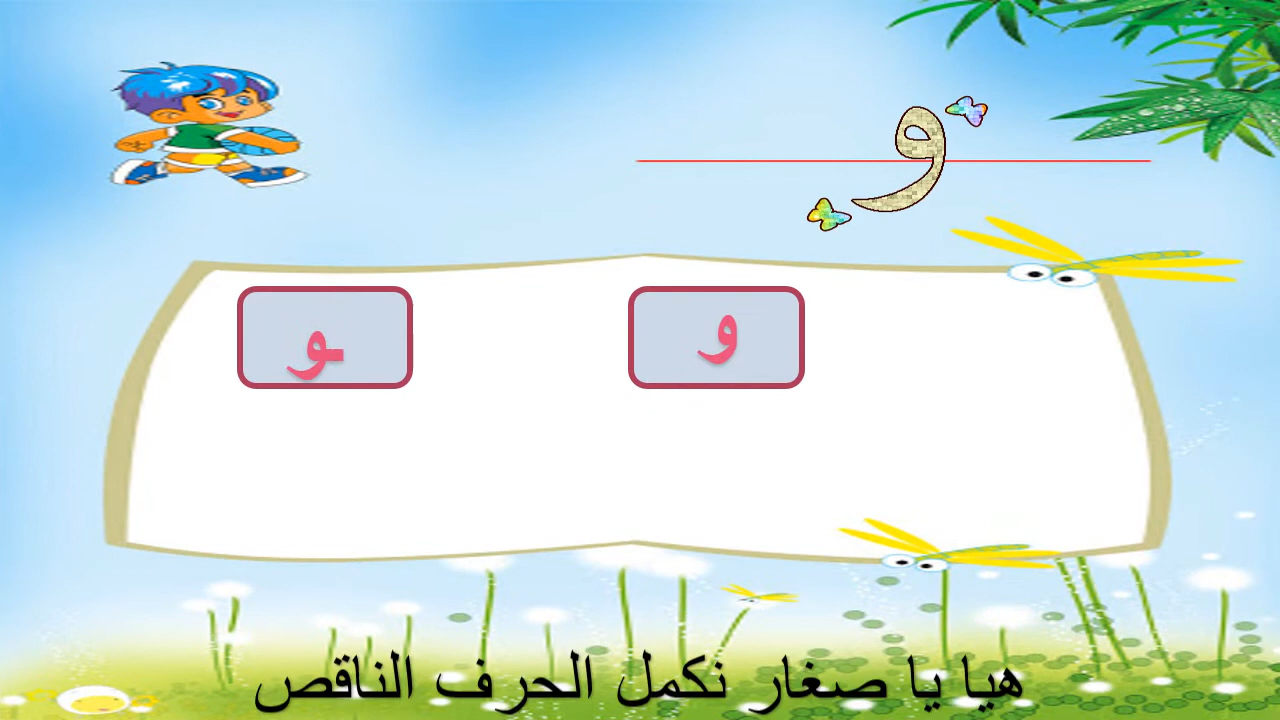 و
و ـو
هيا يا صغار نكمل الحرف الناقص